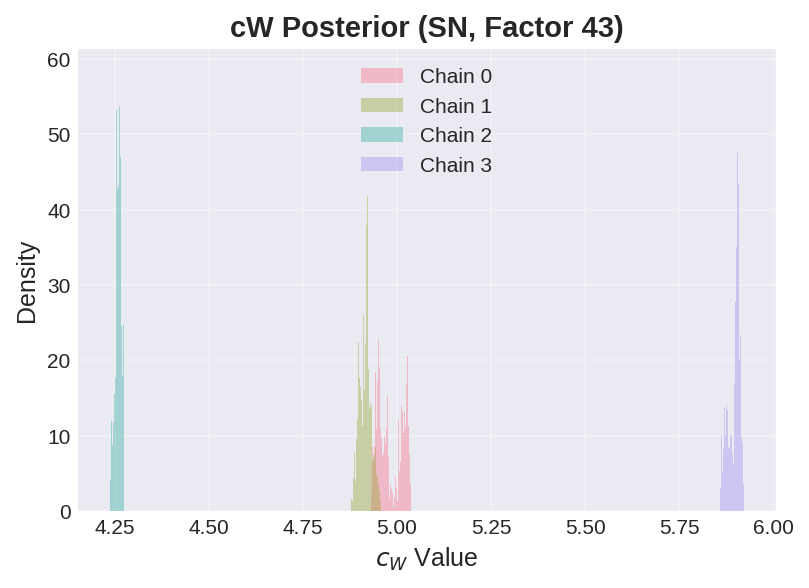 cW Posterior (SN, Factor 43)
60
50
40
30
20
10
0
Density
Chain 0
Chain 1
Chain 2
Chain 3
4.25 4.50 4.75 5.00 5.25 5.50 5.75 6.00
c_W Value